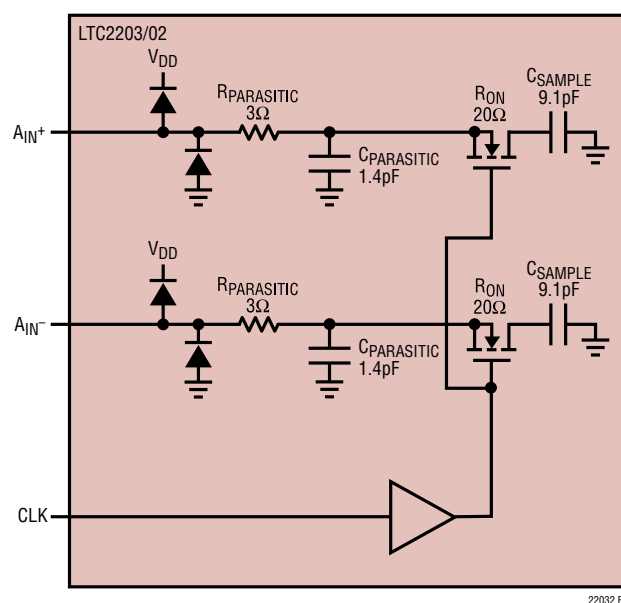 LTC2203/02
VDD
AIN+
RPARASITIC
3Ω
CPARASITIC
1.4pF
RON
20Ω
CSAMPLE
9.1pF
VDD
AIN−
RPARASITIC
3Ω
CPARASITIC
1.4pF
RON
20Ω
CSAMPLE
9.1pF
CLK
22032 F